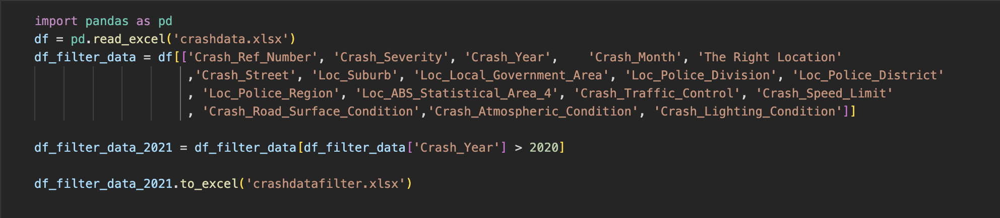 import pandas as pd
df = pd.read_excel('crashdata.xlsx')
df_filter_data = df[['Crash_Ref_Number', 'Crash_Severity', 'Crash_Year',    'Crash_Month', 'The Right Location'
,'Crash_Street', 'Loc_Suburb', 'Loc_Local_Government_Area', 'Loc_Police_Division', 'Loc_Police_District'
, 'Loc_Police_Region', 'Loc_ABS_Statistical_Area_4', 'Crash_Traffic_Control', 'Crash_Speed_Limit'
, 'Crash_Road_Surface_Condition','Crash_Atmospheric_Condition', 'Crash_Lighting_Condition']]
df_filter_data_2021 = df_filter_data[df_filter_data['Crash_Year'] > 2020]
df_filter_data_2021.to_excel('crashdatafilter.xlsx')